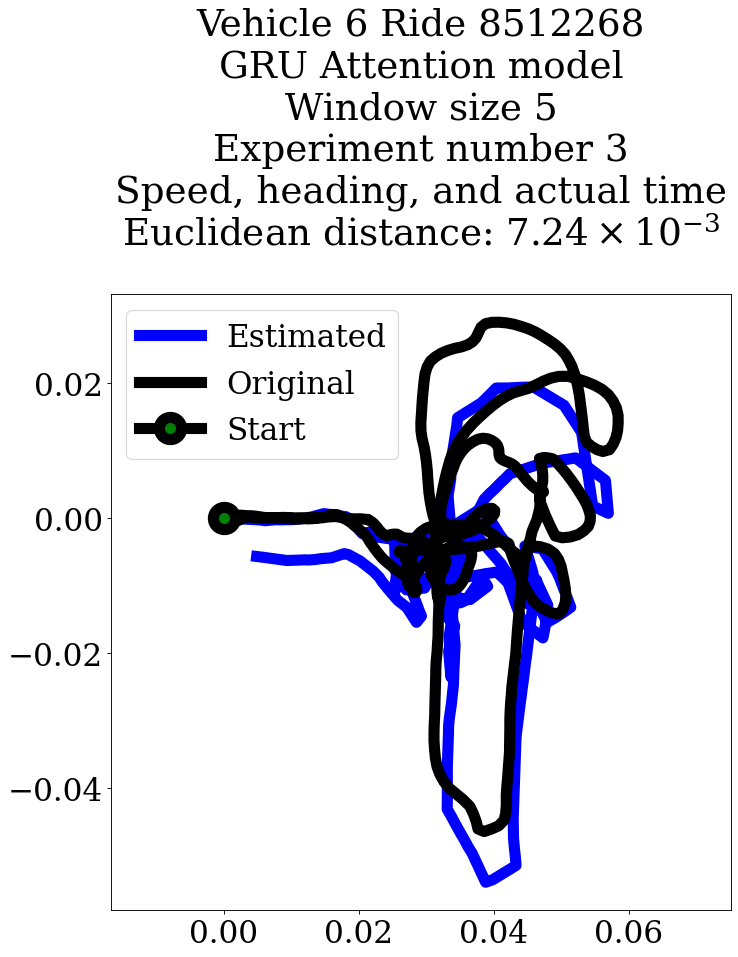 Vehicle 6 Ride 8512268
GRU Attention model
Window size 5
Experiment number 3
Speed, heading, and actual time
Euclidean distance: 7.24 × 10⁻³
Estimated
Original
Start
0.02
0.00
−0.02
−0.04
0.00 0.02 0.04 0.06